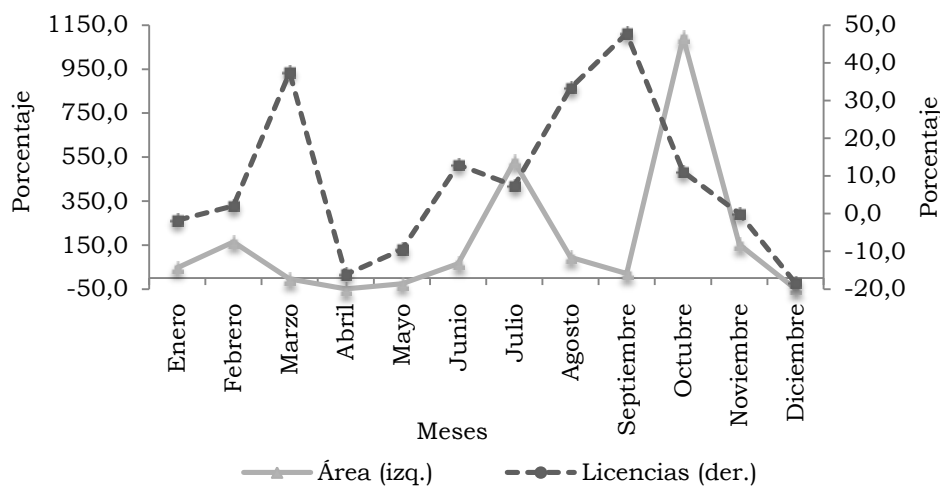 1150,0
950,0
750,0
550,0
350,0
150,0
-50,0
Porcentaje
50,0
40,0
30,0
20,0
10,0
0,0
-10,0
-20,0
Porcentaje
Enero
Febrero
Marzo
Abril
Mayo
Junio
Julio
Agosto
Septiembre
Octubre
Noviembre
Diciembre
Meses
Área (izq.)
Licencias (der.)